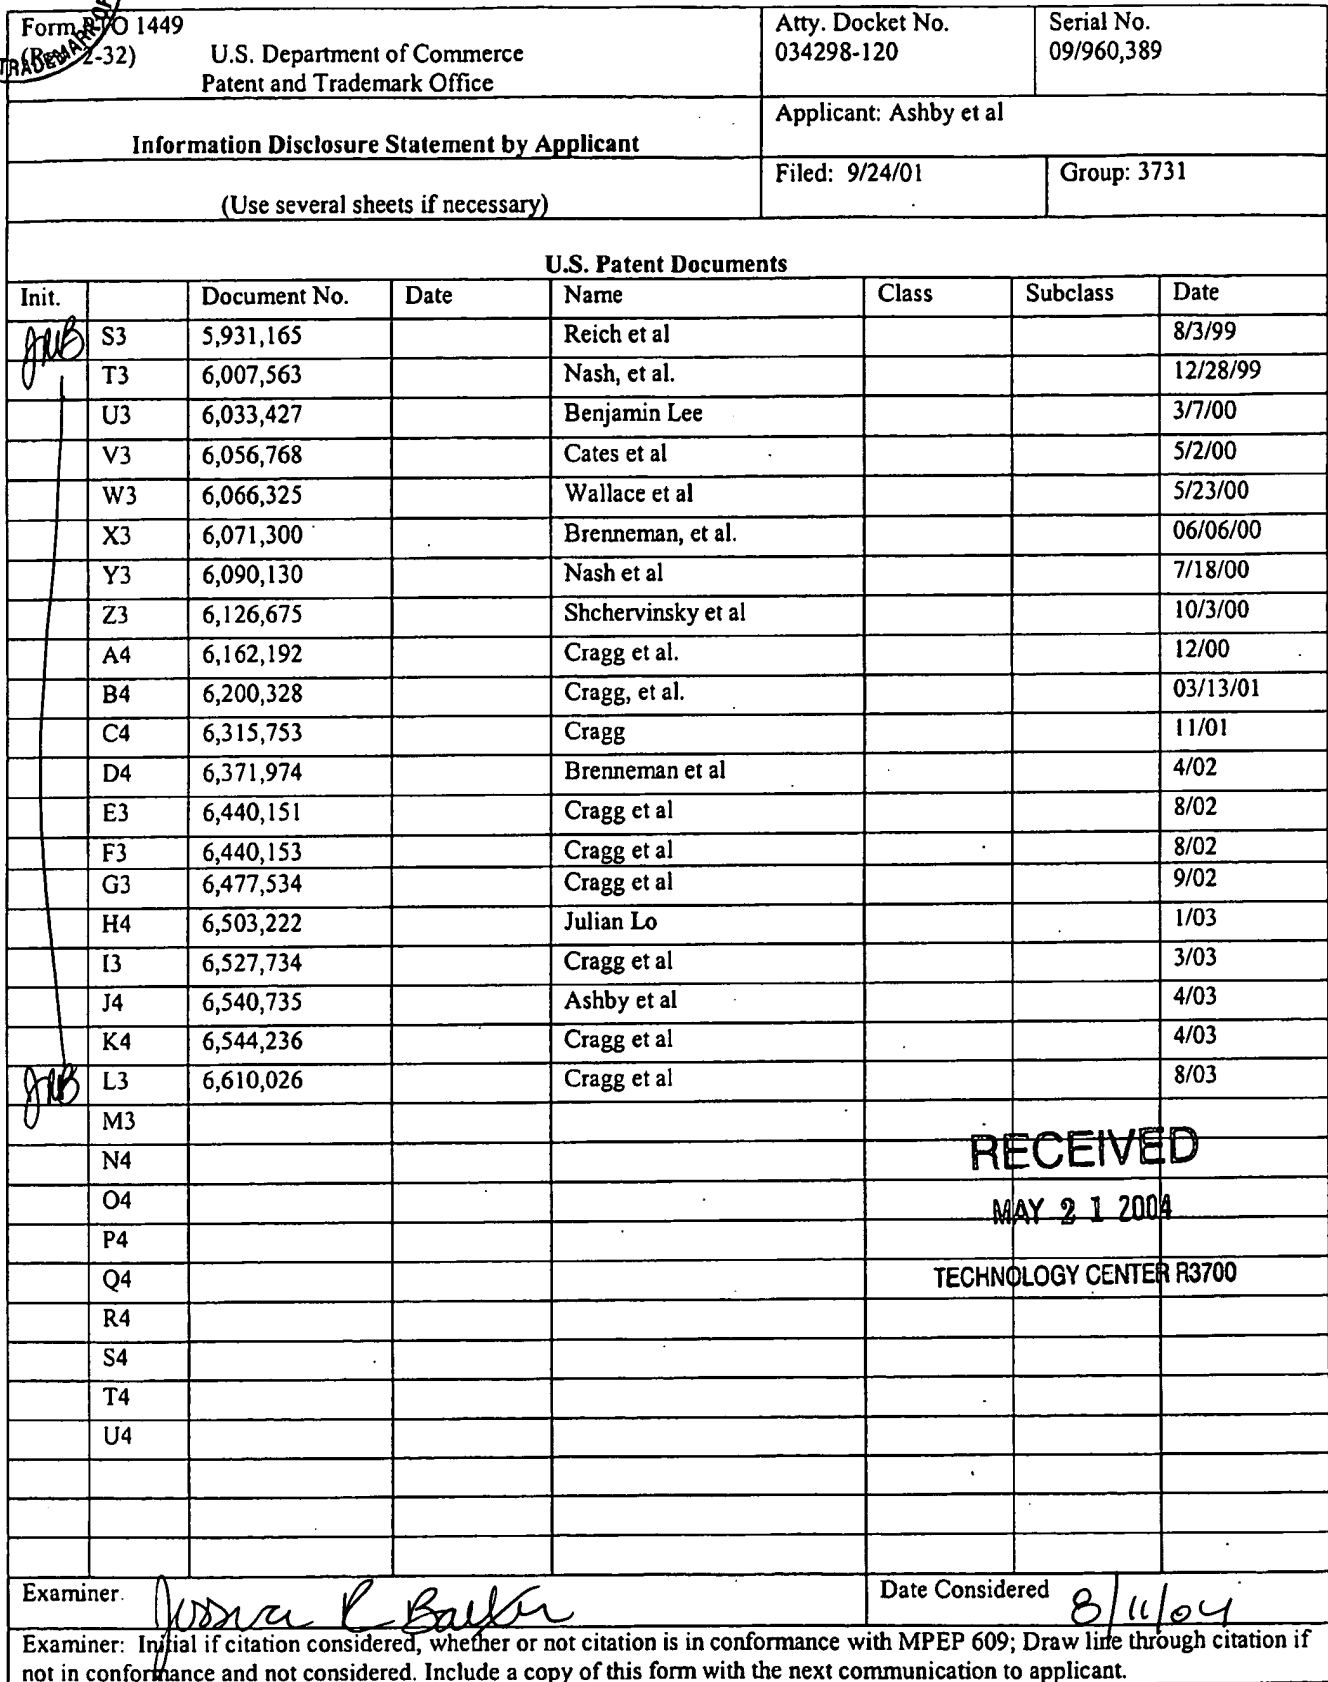 Form PTO 1449
2-32)
TRADEMARK
U.S. Department of Commerce
Patent and Trademark Office
Atty. Docket No.
034298-120
Serial No.
09/960,389
Information Disclosure Statement by Applicant
Applicant: Ashby et al
(Use several sheets if necessary)
Filed: 9/24/01 Group: 3731
U.S. Patent Documents
Init. Document No. Date Name Class Subclass Date
S3 5,931,165 Reich et al 8/3/99
T3 6,007,563 Nash, et al. 12/28/99
U3 6,033,427 Benjamin Lee 3/7/00
V3 6,056,768 Cates et al 5/2/00
W3 6,066,325 Wallace et al 5/23/00
X3 6,071,300 Brenneman, et al. 06/06/00
Y3 6,090,130 Nash et al 7/18/00
Z3 6,126,675 Shchervinsky et al 10/3/00
A4 6,162,192 Cragg et al. 12/00
B4 6,200,328 Cragg, et al. 03/13/01
C4 6,315,753 Cragg 11/01
D4 6,371,974 Brenneman et al 4/02
E3 6,440,151 Cragg et al 8/02
F3 6,440,153 Cragg et al 8/02
G3 6,477,534 Cragg et al 9/02
H4 6,503,222 Julian Lo 1/03
I3 6,527,734 Cragg et al 3/03
J4 6,540,735 Ashby et al 4/03
K4 6,544,236 Cragg et al 4/03
L3 6,610,026 Cragg et al 8/03
M3
N4
O4
P4
Q4
R4
S4
T4
U4
RECEIVED
MAY 21 2004
TECHNOLOGY CENTER R3700
Examiner. Date Considered 8/11/04
Examiner: Initial if citation considered, whether or not citation is in conformance with MPEP 609; Draw line through citation if
not in conformance and not considered. Include a copy of this form with the next communication to applicant.